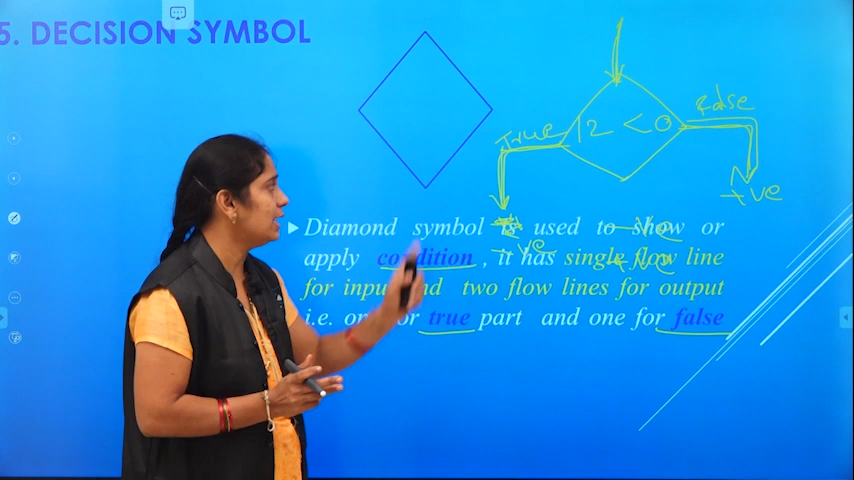 5. DECISION SYMBOL
False
True
12 < 0
+ve
Diamond symbol is used to show or
apply condition, it has single flow line
for input and two flow lines for output
i.e. one for true part and one for false
- ve